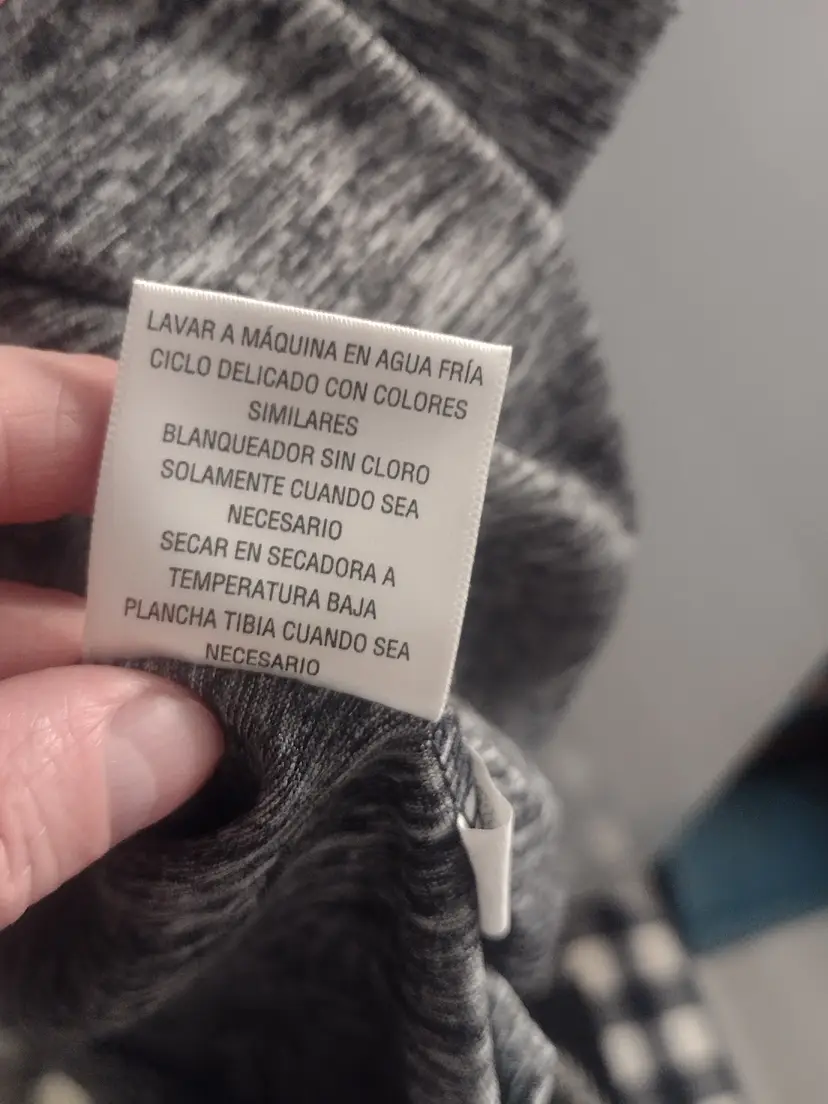 LAVAR A MÁQUINA EN AGUA FRÍA
CICLO DELICADO CON COLORES
SIMILARES
BLANQUEADOR SIN CLORO
SOLAMENTE CUANDO SEA
NECESARIO
SECAR EN SECADORA A
TEMPERATURA BAJA
PLANCHA TIBIA CUANDO SEA
NECESARIO